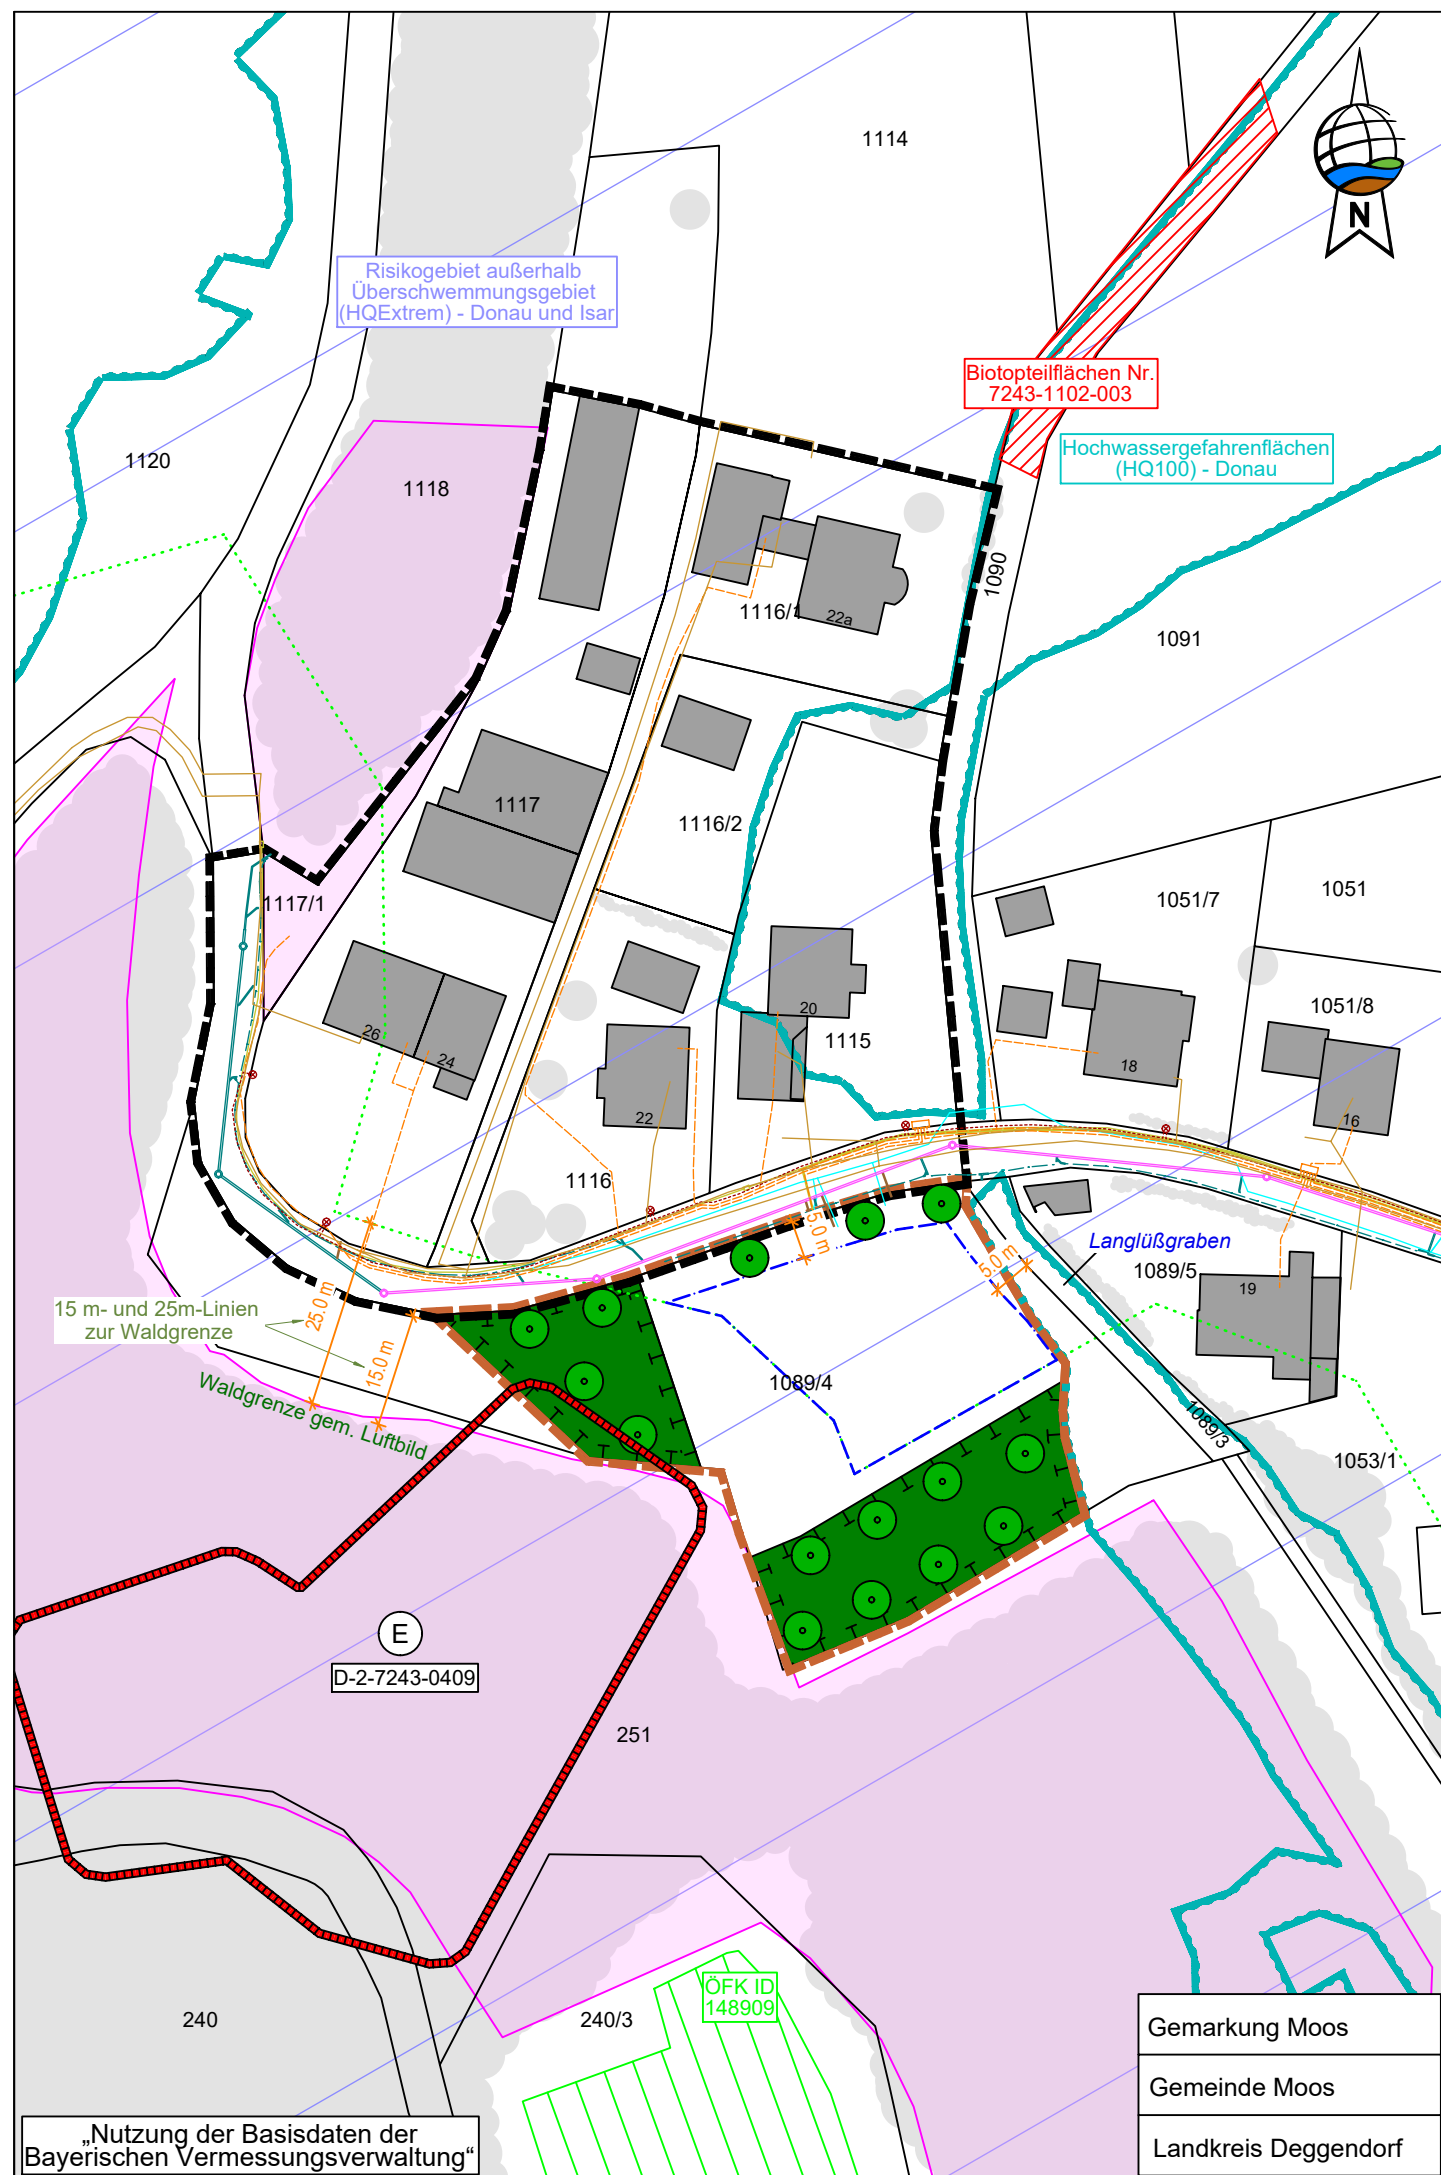 1114
N
Risikogebiet außerhalb
Überschwemmungsgebiet
(HQExtrem) - Donau und Isar
Biotopteilflächen Nr.
7243-1102-003
Hochwassergefahrenflächen
(HQ100) - Donau
1120
1118
1090
1116/1
22a
1091
1117
1116/2
1051/7
1051
1117/1
1051/8
20
1115
26
24
18
22
16
1116
5.0 m
Langlüßgraben
5.0 m
1089/5
19
15 m- und 25m-Linien
zur Waldgrenze
25.0 m
15.0 m
1089/4
Waldgrenze gem. Luftbild
1089/3
1053/1
E
D-2-7243-0409
251
ÖFK ID
148909
240
240/3
Gemarkung Moos
Gemeinde Moos
Landkreis Deggendorf
„Nutzung der Basisdaten der
Bayerischen Vermessungsverwaltung“